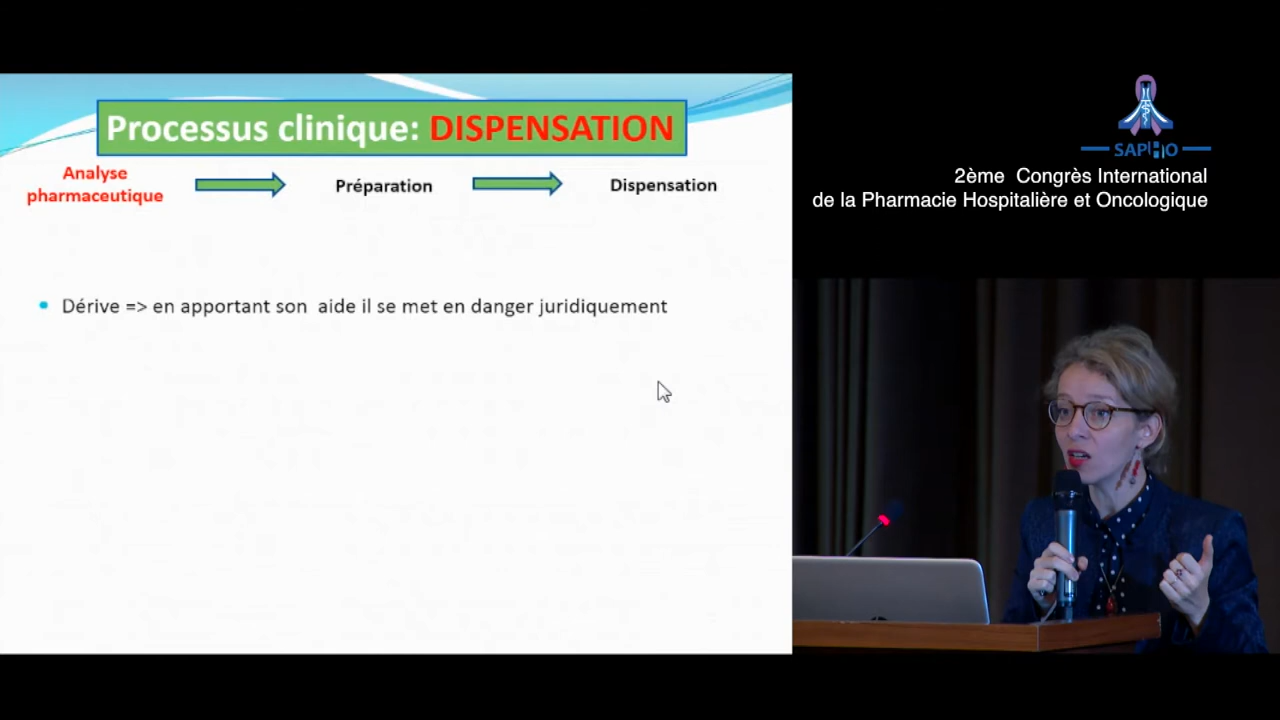 Processus clinique: DISPENSATION
Analyse
pharmaceutique
Préparation
Dispensation
Dérive => en apportant son aide il se met en danger juridiquement
SAPHO
2ème Congrès International
de la Pharmacie Hospitalière et Oncologique